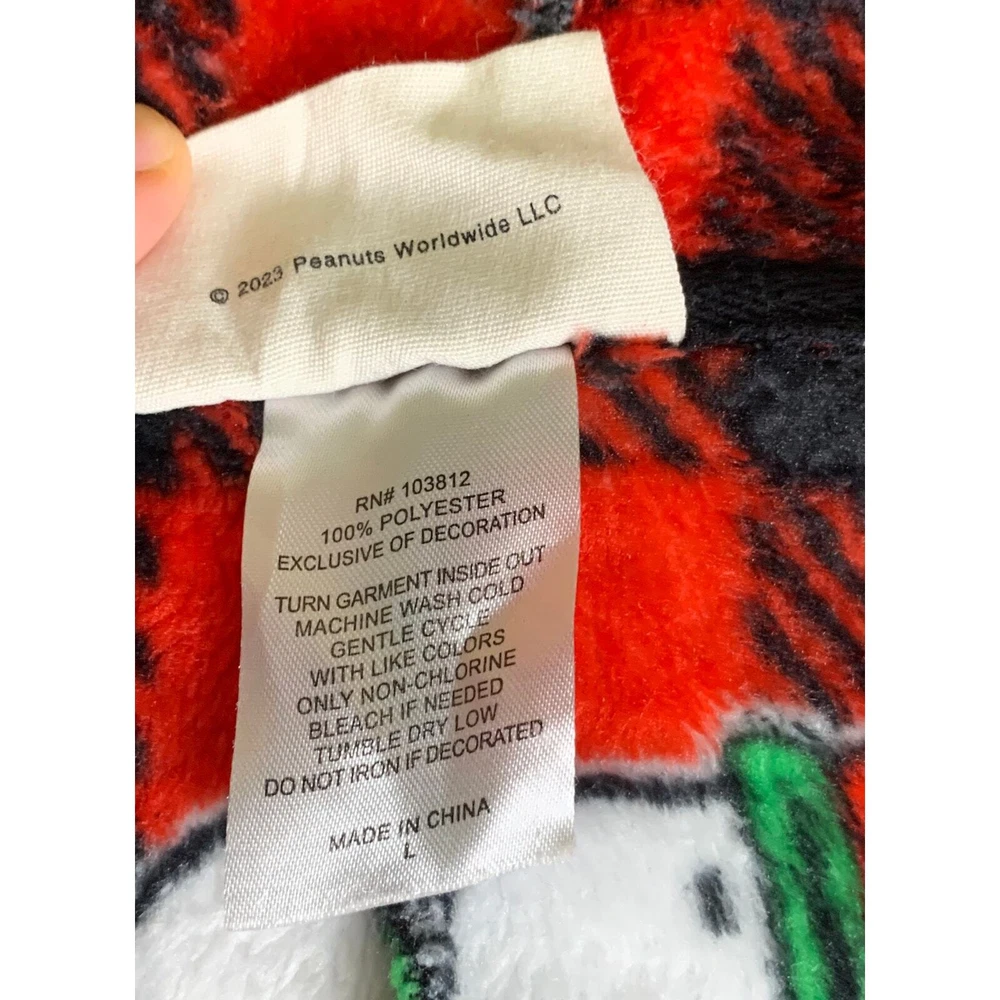 © 2023 Peanuts Worldwide LLC
RN# 103812
100% POLYESTER
EXCLUSIVE OF DECORATION
TURN GARMENT INSIDE OUT
MACHINE WASH COLD
GENTLE CYCLE
WITH LIKE COLORS
ONLY NON-CHLORINE
BLEACH IF NEEDED
TUMBLE DRY LOW
DO NOT IRON IF DECORATED
MADE IN CHINA
L